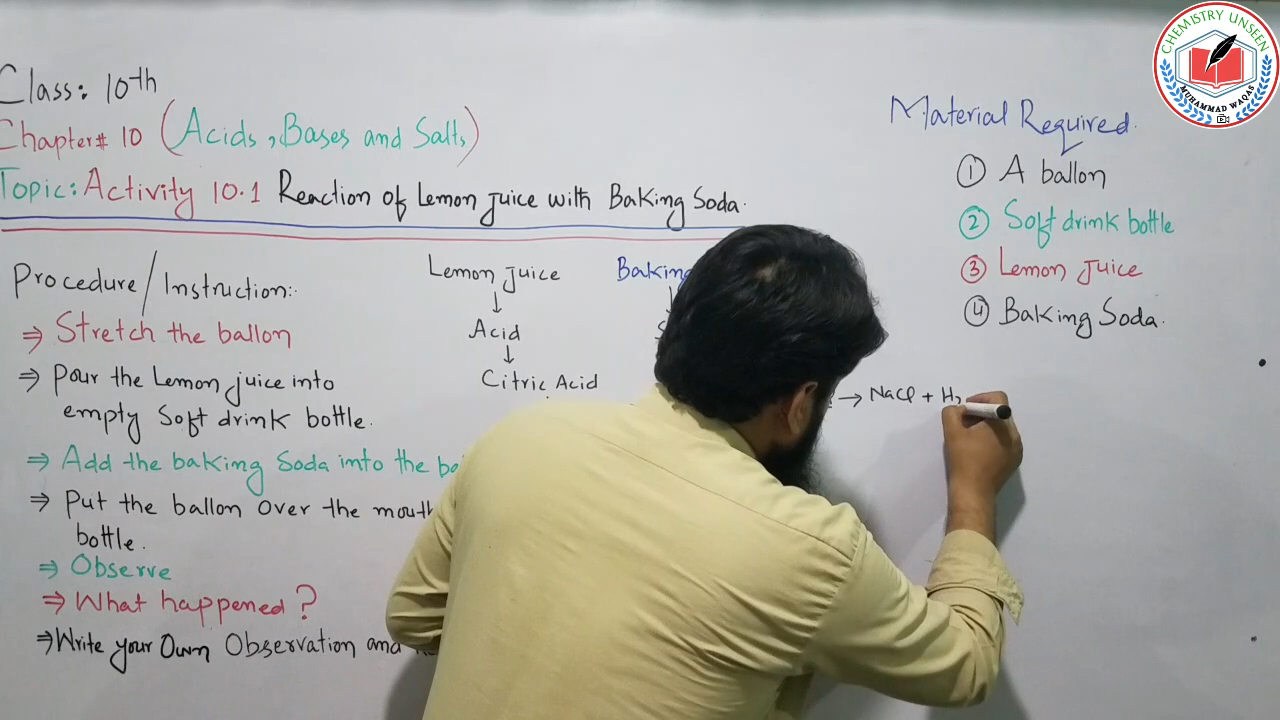 CHEMISTRY UNSEEN
MUHAMMAD WAQAS
Class: 10th
Chapter# 10 (Acids, Bases and Salts)
Topic: Activity 10.1 Reaction of Lemon juice with Baking Soda.
Procedure/Instruction:-
⇒ Stretch the ballon
⇒ Pour the Lemon juice into
empty Soft drink bottle.
⇒ Add the baking Soda into the
⇒ Put the ballon over the
bottle.
⇒ Observe
⇒ What happened?
⇒ Write your Own Observation and
Lemon juice
↓
Acid
↓
Citric Acid
Baking
→ NaCl + H2
Material Required.
① A ballon
② Soft drink bottle
③ Lemon Juice
④ Baking Soda.